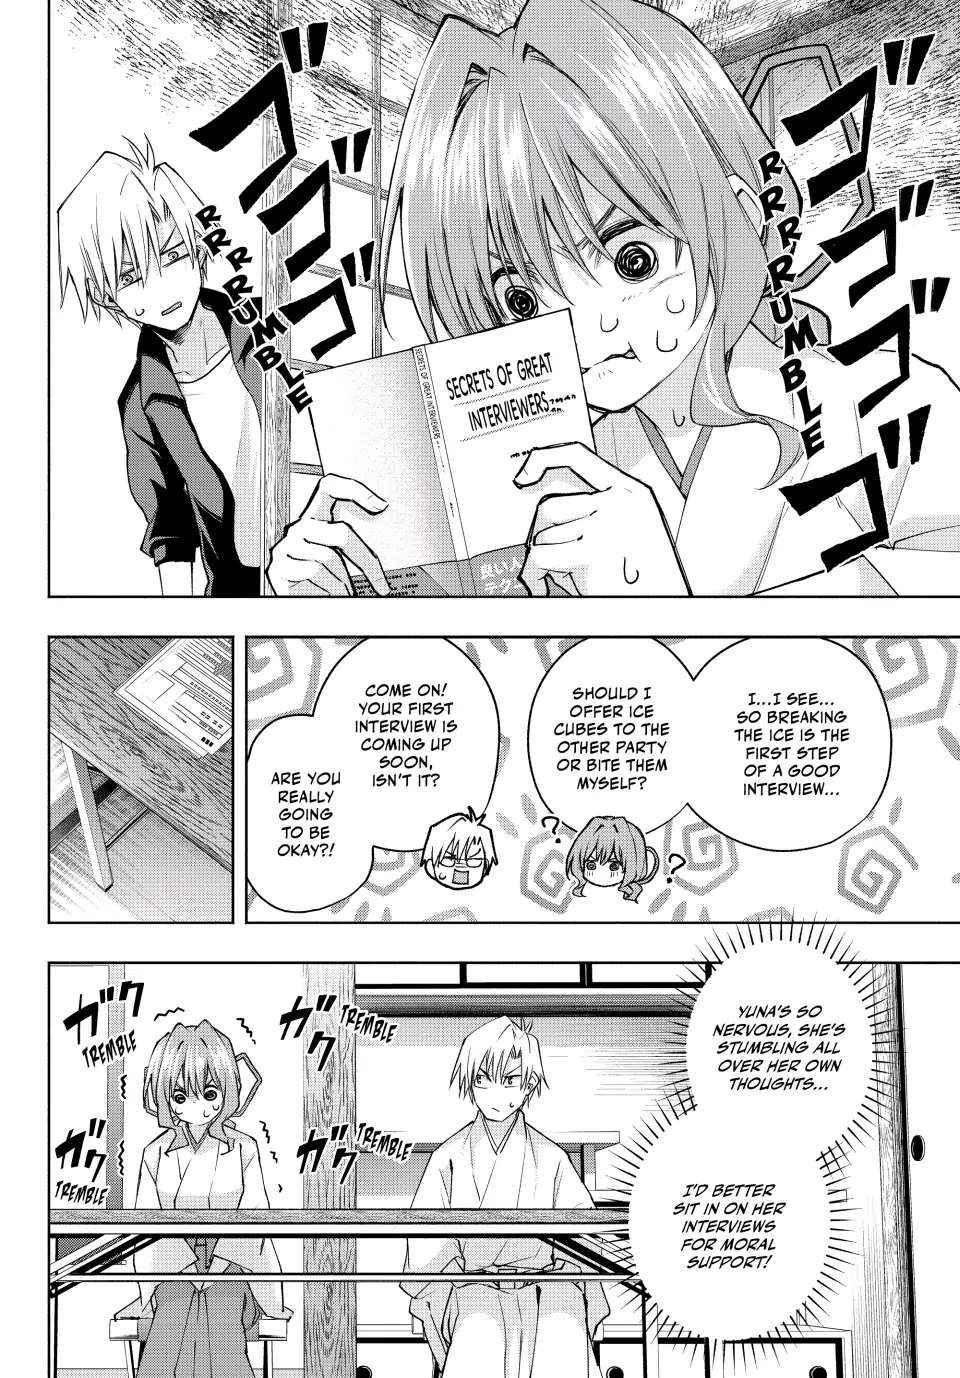 ゴゴゴゴ
RRRRUMBLE
SECRETS OF GREAT
INTERVIEWERS
SECRETS OF GREAT INTERVIEWERS
ゴゴゴゴ
RRRRUMBLE
I...I SEE...
SO BREAKING
THE ICE IS THE
FIRST STEP
OF A GOOD
INTERVIEW...
SHOULD I
OFFER ICE
CUBES TO THE
OTHER PARTY
OR BITE THEM
MYSELF?
?
?
COME ON!
YOUR FIRST
INTERVIEW IS
COMING UP
SOON,
ISN'T IT?
ARE YOU
REALLY
GOING
TO BE
OKAY?!
YUNA'S SO
NERVOUS, SHE'S
STUMBLING ALL
OVER HER OWN
THOUGHTS...
I'D BETTER
SIT IN ON HER
INTERVIEWS
FOR MORAL
SUPPORT!
ガク
TREMBLE
ガク
TREMBLE
ガク
TREMBLE
ガク
TREMBLE